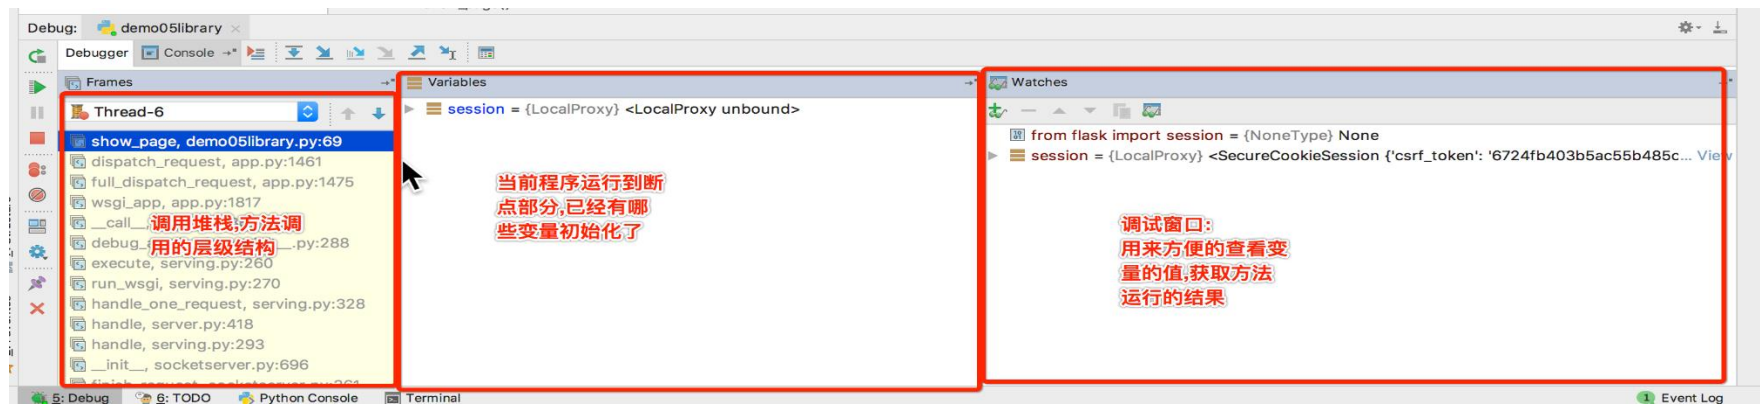 Debug: demo05library
Debugger Console
Frames
Variables
Watches
Thread-6
session = {LocalProxy} <LocalProxy unbound>
from flask import session = {NoneType} None
session = {LocalProxy} <SecureCookieSession {'csrf_token': '6724fb403b5ac55b485c... View
show_page, demo05library.py:69
dispatch_request, app.py:1461
full_dispatch_request, app.py:1475
wsgi_app, app.py:1817
__call__
debug_ __.py:288
execute, serving.py:260
run_wsgi, serving.py:270
handle_one_request, serving.py:328
handle, server.py:418
handle, serving.py:293
__init__, socketserver.py:696
调用堆栈,方法调
用的层级结构
当前程序运行到断
点部分,已经有哪
些变量初始化了
调试窗口:
用来方便的查看变
量的值,获取方法
运行的结果
5: Debug 6: TODO Python Console Terminal
1 Event Log